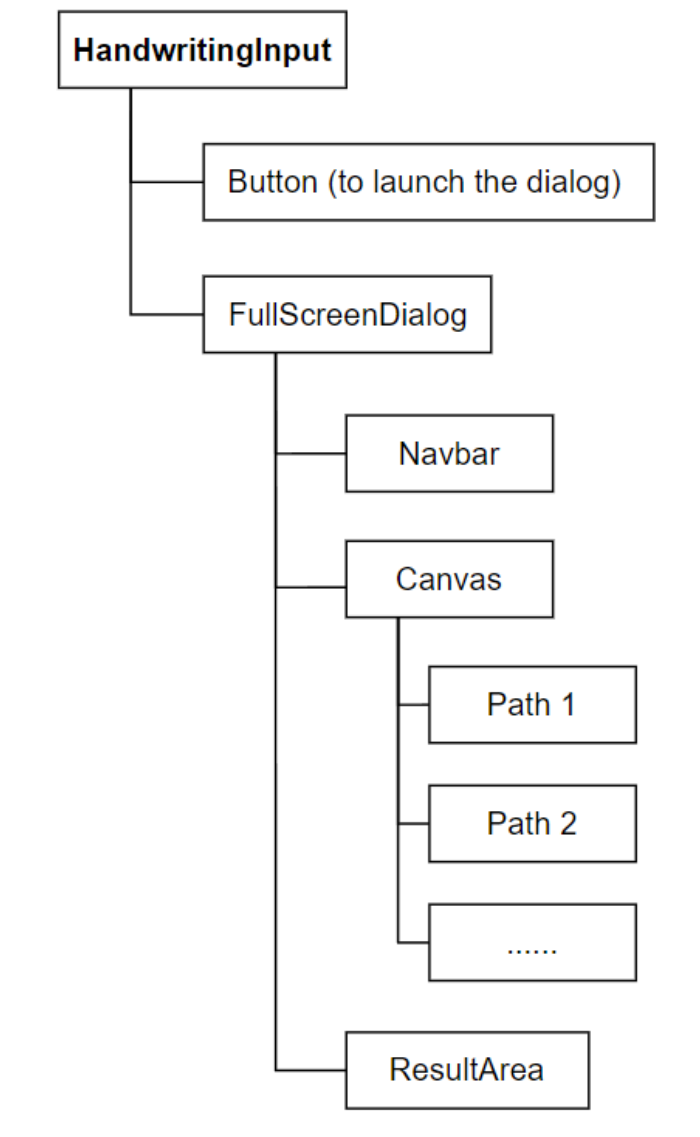 HandwritingInput
Button (to launch the dialog)
FullScreenDialog
Navbar
Canvas
Path 1
Path 2
......
ResultArea